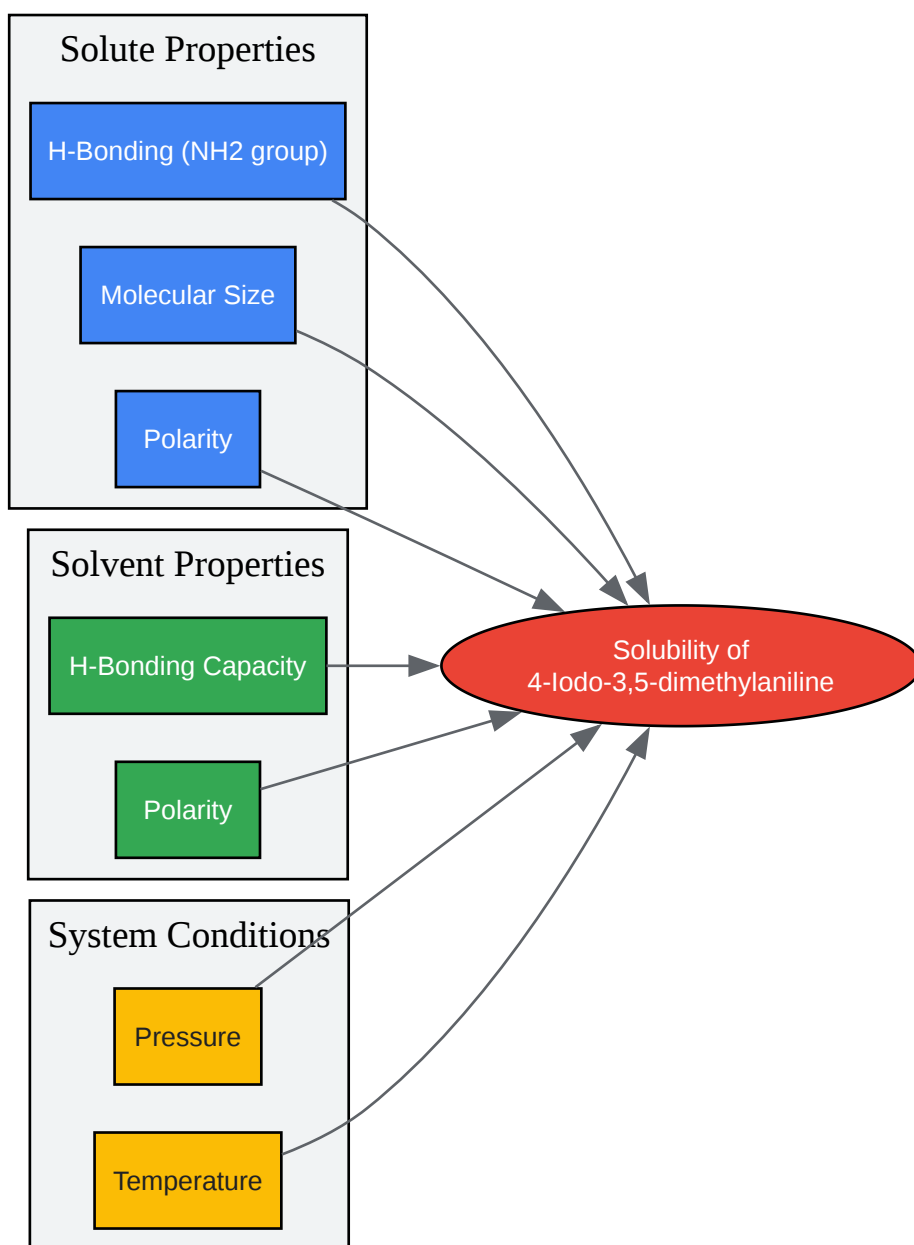 Solute Properties
H-Bonding (NH2 group)
Molecular Size
Polarity
Solvent Properties
H-Bonding Capacity
Polarity
System Conditions
Pressure
Temperature
Solubility of
4-Iodo-3,5-dimethylaniline